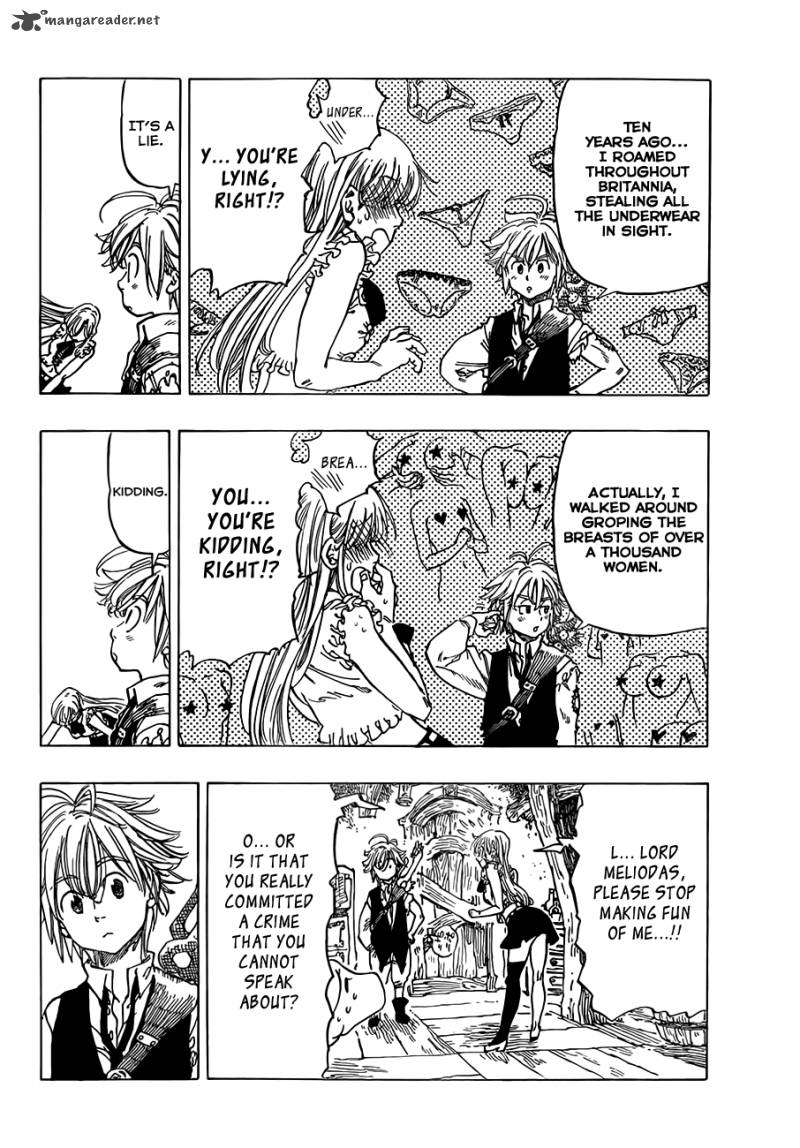 mangareader.net
TEN
YEARS AGO...
I ROAMED
THROUGHOUT
BRITANNIA,
STEALING ALL
THE UNDERWEAR
IN SIGHT.
UNDER...
Y... YOU'RE
LYING,
RIGHT!?
IT'S A
LIE.
ACTUALLY, I
WALKED AROUND
GROPING THE
BREASTS OF OVER
A THOUSAND
WOMEN.
BREA...
YOU...
YOU'RE
KIDDING,
RIGHT!?
KIDDING.
L... LORD
MELIODAS,
PLEASE STOP
MAKING FUN
OF ME...!!
O... OR
IS IT THAT
YOU REALLY
COMMITTED
A CRIME
THAT YOU
CANNOT
SPEAK
ABOUT?